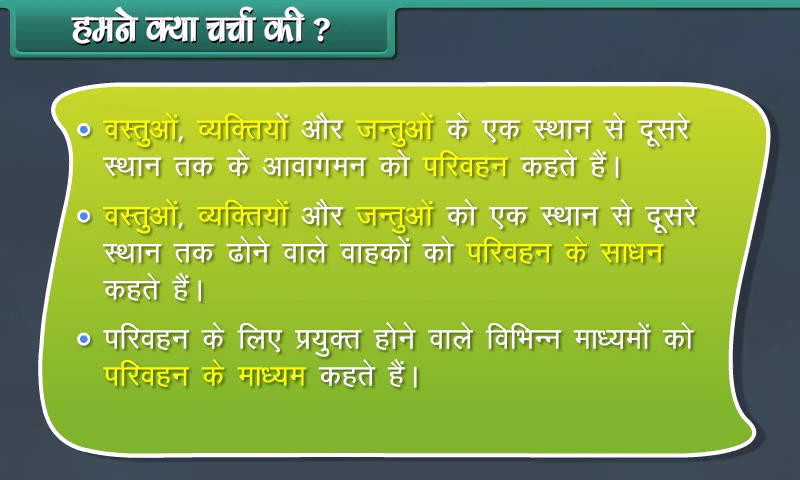 हमने क्या चर्चा की ?
वस्तुओं, व्यक्तियों और जन्तुओं के एक स्थान से दूसरे
स्थान तक के आवागमन को परिवहन कहते हैं।
वस्तुओं, व्यक्तियों और जन्तुओं को एक स्थान से दूसरे
स्थान तक ढोने वाले वाहकों को परिवहन के साधन
कहते हैं।
परिवहन के लिए प्रयुक्त होने वाले विभिन्न माध्यमों को
परिवहन के माध्यम कहते हैं।